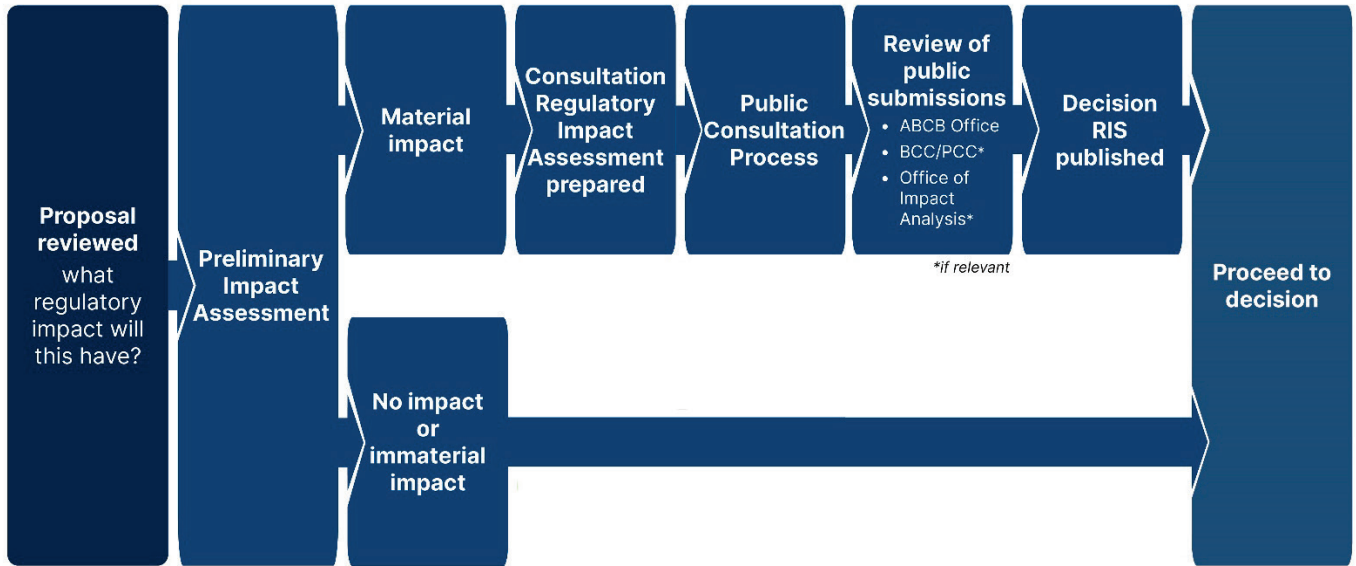 Proposal
reviewed
what
regulatory
impact will
this have?
Preliminary
Impact
Assessment
Material
impact
Consultation
Regulatory
Impact
Assessment
prepared
Public
Consultation
Process
Review of
public
submissions
• ABCB Office
• BCC/PCC*
• Office of
Impact
Analysis*
*if relevant
Decision
RIS
published
No impact
or
immaterial
impact
Proceed to
decision